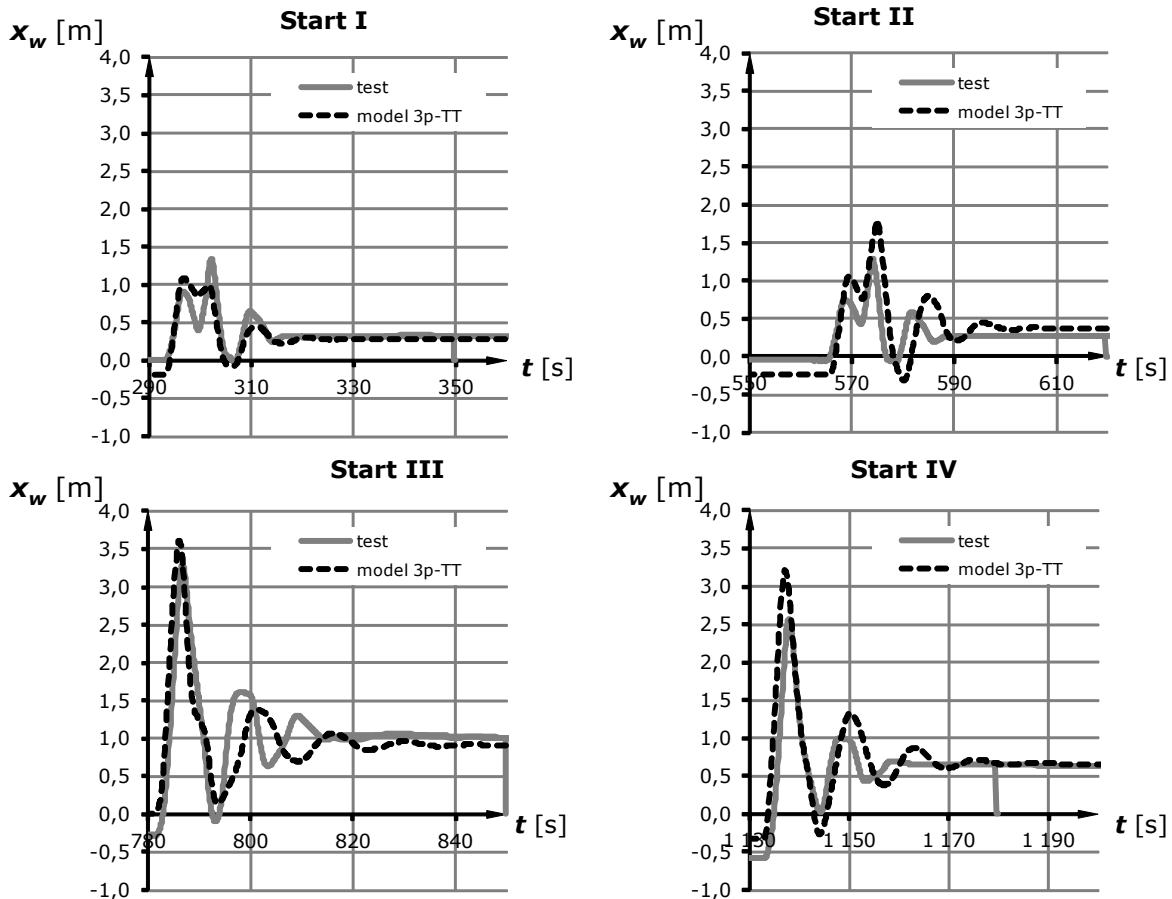 Start I
x_w [m]
4,0
3,5
3,0
2,5
2,0
1,5
1,0
0,5
0,0
-0,5
-1,0
test
model 3p-TT
290 310 330 350
t [s]
Start II
x_w [m]
4,0
3,5
3,0
2,5
2,0
1,5
1,0
0,5
0,0
-0,5
-1,0
test
model 3p-TT
550 570 590 610
t [s]
Start III
x_w [m]
4,0
3,5
3,0
2,5
2,0
1,5
1,0
0,5
0,0
-0,5
-1,0
test
model 3p-TT
780 800 820 840
t [s]
Start IV
x_w [m]
4,0
3,5
3,0
2,5
2,0
1,5
1,0
0,5
0,0
-0,5
-1,0
test
model 3p-TT
1 130 1 150 1 170 1 190
t [s]